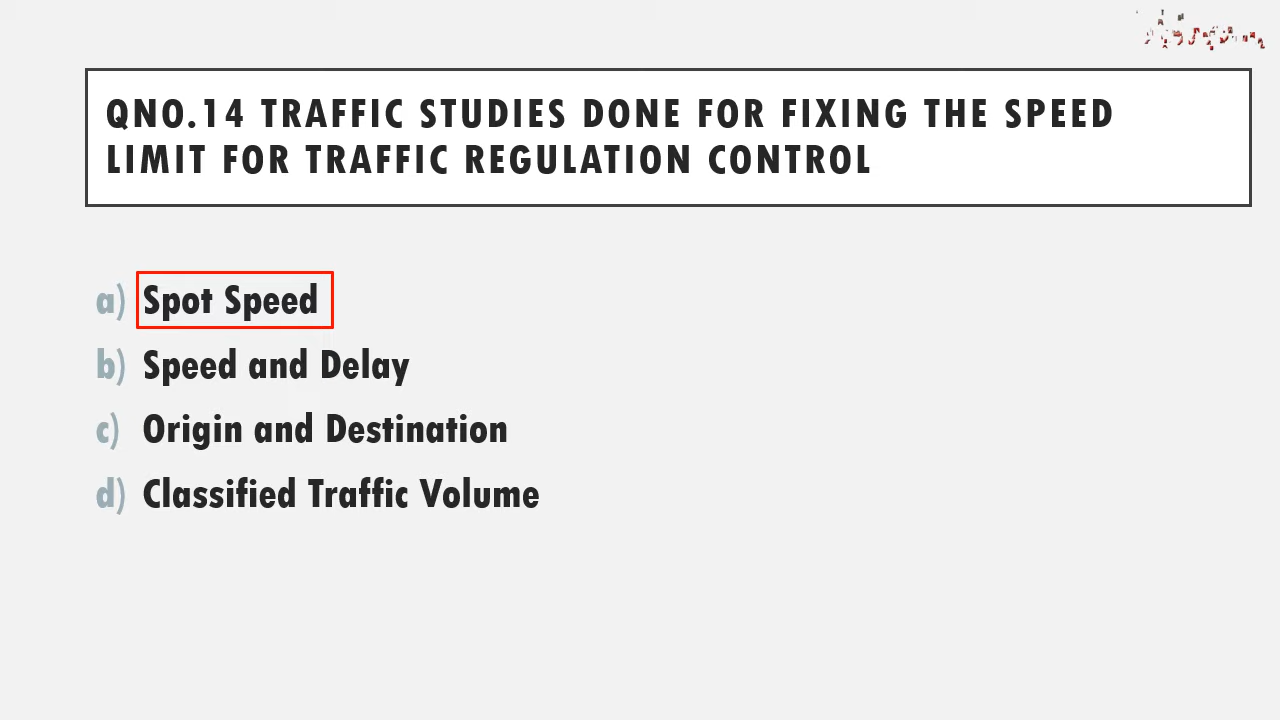 QNO.14 TRAFFIC STUDIES DONE FOR FIXING THE SPEED
LIMIT FOR TRAFFIC REGULATION CONTROL
a) Spot Speed
b) Speed and Delay
c) Origin and Destination
d) Classified Traffic Volume